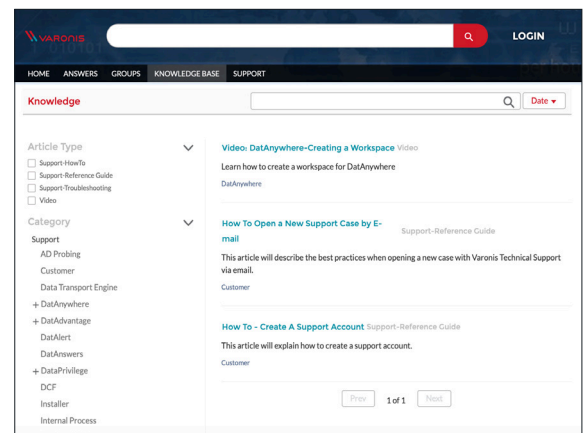 VARONIS
LOGIN
HOME ANSWERS GROUPS KNOWLEDGE BASE SUPPORT
Knowledge
Date
Article Type
Support-HowTo
Support-Reference Guide
Support-Troubleshooting
Video
Category
Support
AD Probing
Customer
Data Transport Engine
+ DatAnywhere
+ DatAdvantage
DatAlert
DatAnswers
+ DataPrivilege
DCF
Installer
Internal Process
Video: DatAnywhere-Creating a Workspace Video
Learn how to create a workspace for DatAnywhere
DatAnywhere
How To Open a New Support Case by E-
mail
Support-Reference Guide
This article will describe the best practices when opening a new case with Varonis Technical Support
via email.
Customer
How To - Create A Support Account Support-Reference Guide
This article will explain how to create a support account.
Customer
Prev 1 of 1 Next